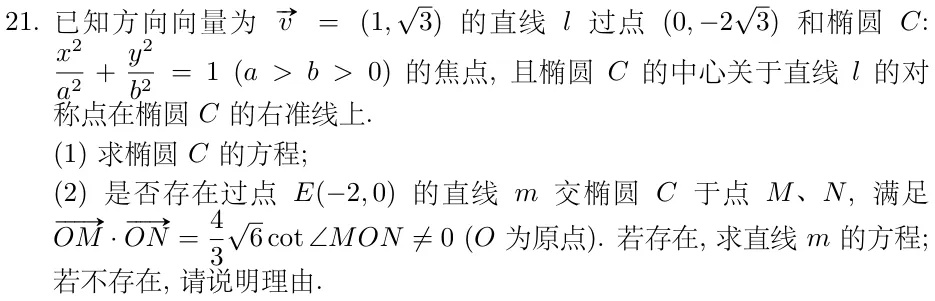 21. 已知方向向量为 $\overrightarrow{v} = (1, \sqrt{3})$ 的直线 $l$ 过点 $(0, -2\sqrt{3})$ 和椭圆 $C$:
$\dfrac{x^2}{a^2} + \dfrac{y^2}{b^2} = 1$ $(a > b > 0)$ 的焦点, 且椭圆 $C$ 的中心关于直线 $l$ 的对
称点在椭圆 $C$ 的右准线上.
(1) 求椭圆 $C$ 的方程;
(2) 是否存在过点 $E(-2, 0)$ 的直线 $m$ 交椭圆 $C$ 于点 $M$、$N$, 满足
$\overrightarrow{OM} \cdot \overrightarrow{ON} = \dfrac{4}{3}\sqrt{6} \cot \angle MON \neq 0$ ($O$ 为原点). 若存在, 求直线 $m$ 的方程;
若不存在, 请说明理由.